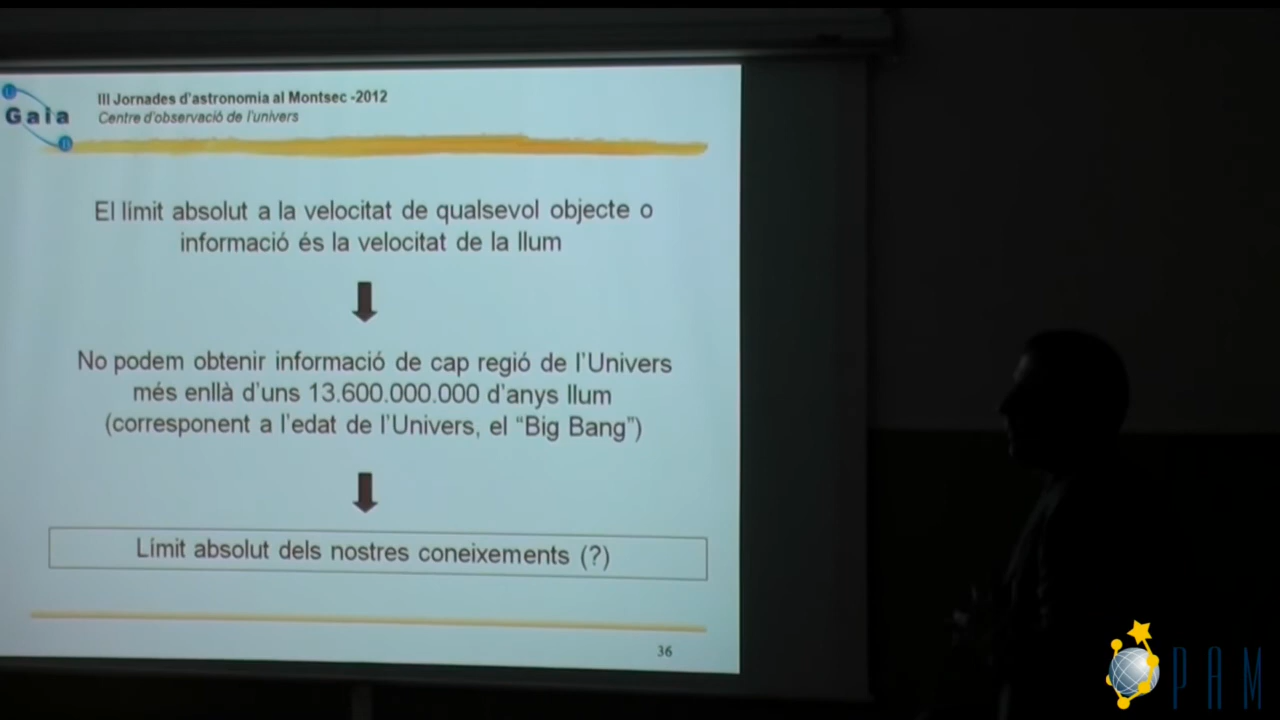 Gaia
III Jornades d'astronomia al Montsec -2012
Centre d'observació de l'univers
El límit absolut a la velocitat de qualsevol objecte o
informació és la velocitat de la llum
No podem obtenir informació de cap regió de l'Univers
més enllà d'uns 13.600.000.000 d'anys llum
(corresponent a l'edat de l'Univers, el “Big Bang”)
Límit absolut dels nostres coneixements (?)
36
PAM